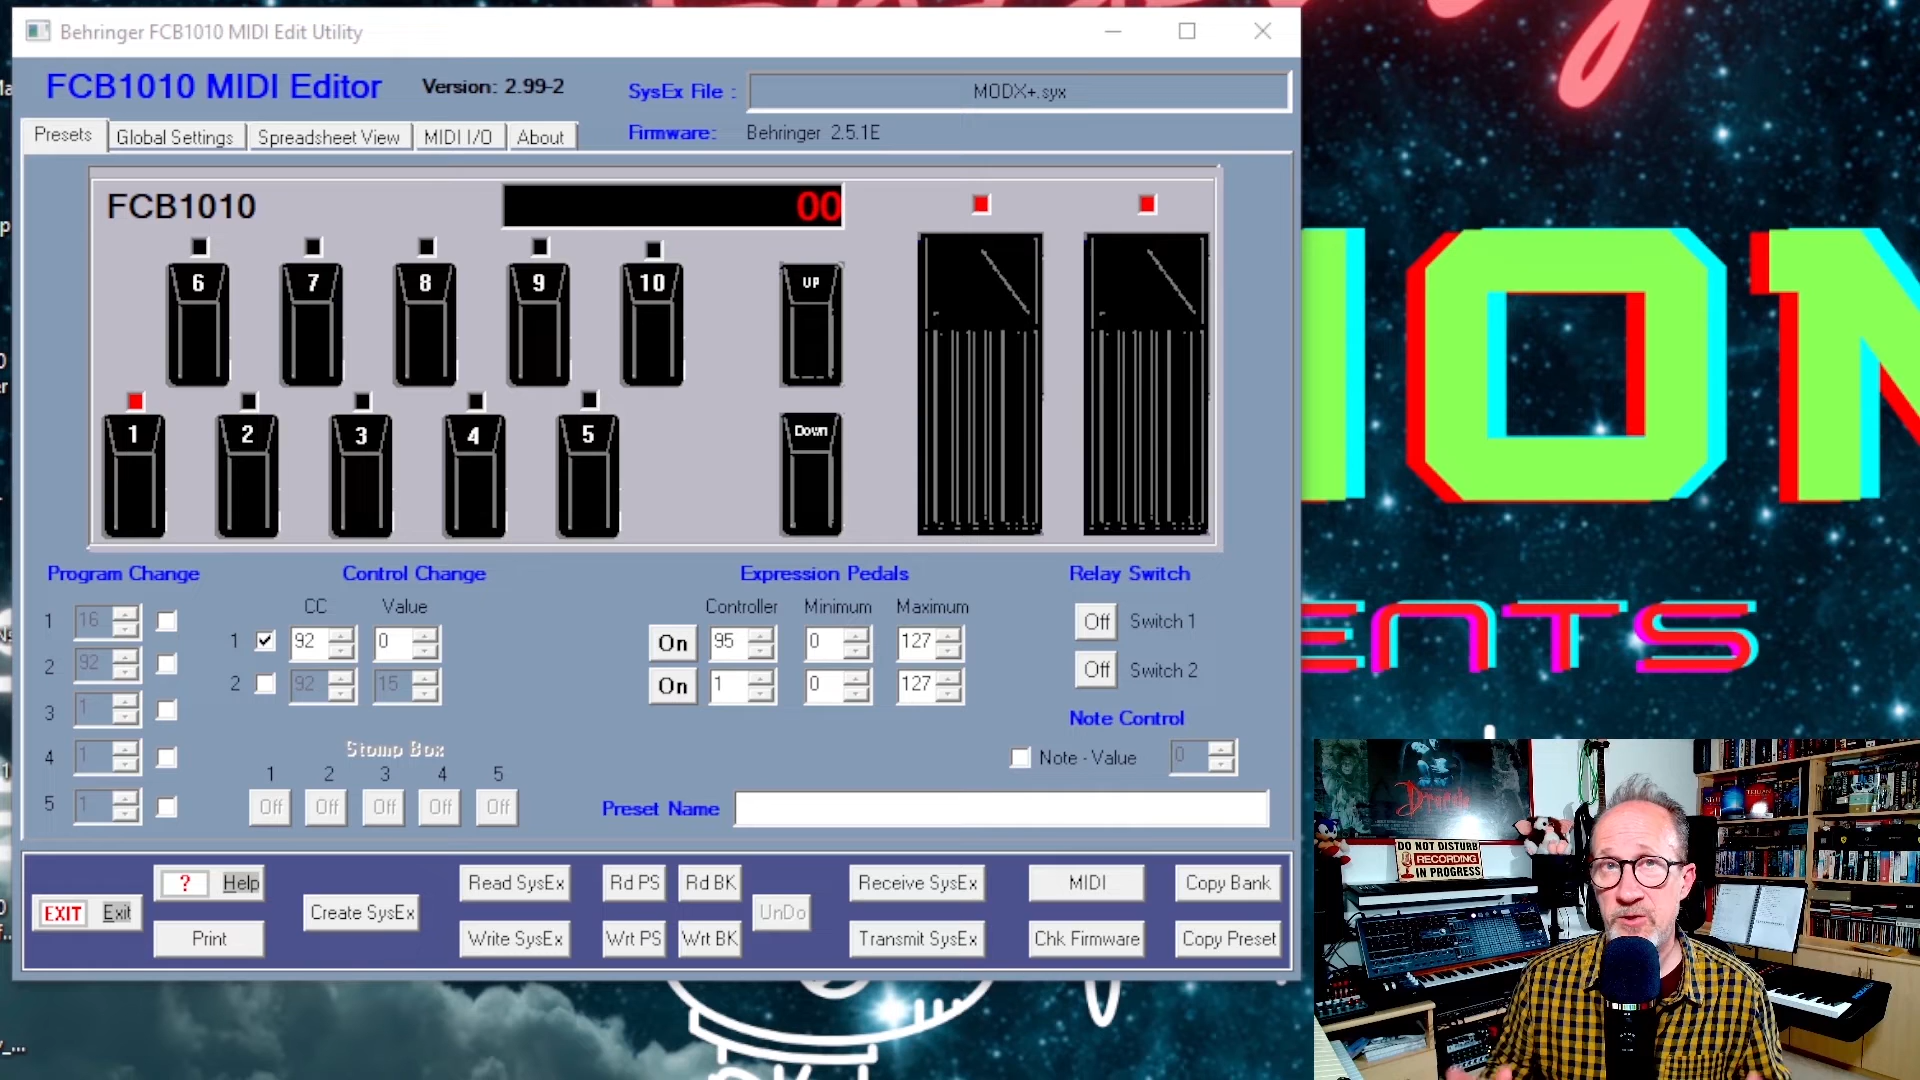 Behringer FCB1010 MIDI Edit Utility
FCB1010 MIDI Editor
Version: 2.99-2
SysEx File :
MODX+.syx
Presets
Global Settings
Spreadsheet View
MIDI I/O
About
Firmware:
Behringer 2.5.1E
FCB1010
00
6
7
8
9
10
UP
1
2
3
4
5
Down
Program Change
Control Change
Expression Pedals
Relay Switch
CC
Value
Controller
Minimum
Maximum
1
16
1
92
0
On
95
0
127
Off
Switch 1
2
92
2
92
15
On
1
0
127
Off
Switch 2
3
1
Note Control
4
1
Stomp Box
Note - Value
0
1
2
3
4
5
5
1
Off
Off
Off
Off
Off
Preset Name
EXIT
Exit
?
Help
Print
Create SysEx
Read SysEx
Write SysEx
Rd PS
Rd BK
Wrt PS
Wrt BK
UnDo
Receive SysEx
Transmit SysEx
MIDI
Chk Firmware
Copy Bank
Copy Preset
ION
ENTS
Dracula
DO NOT DISTURB
RECORDING
IN PROGRESS